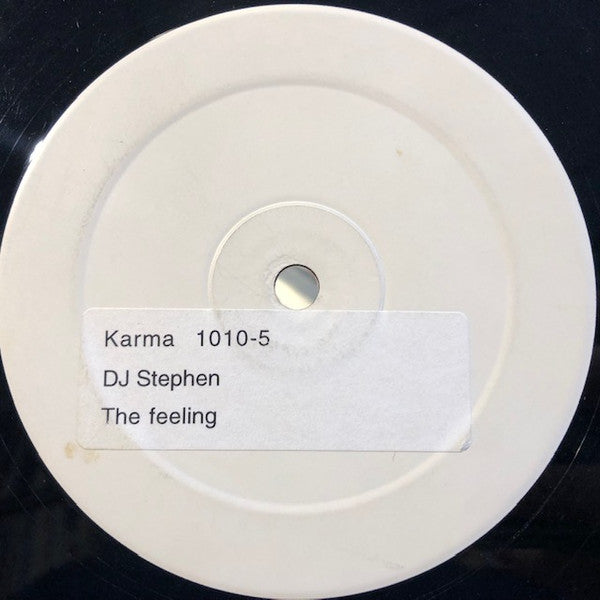 Karma 1010-5
DJ Stephen
The feeling